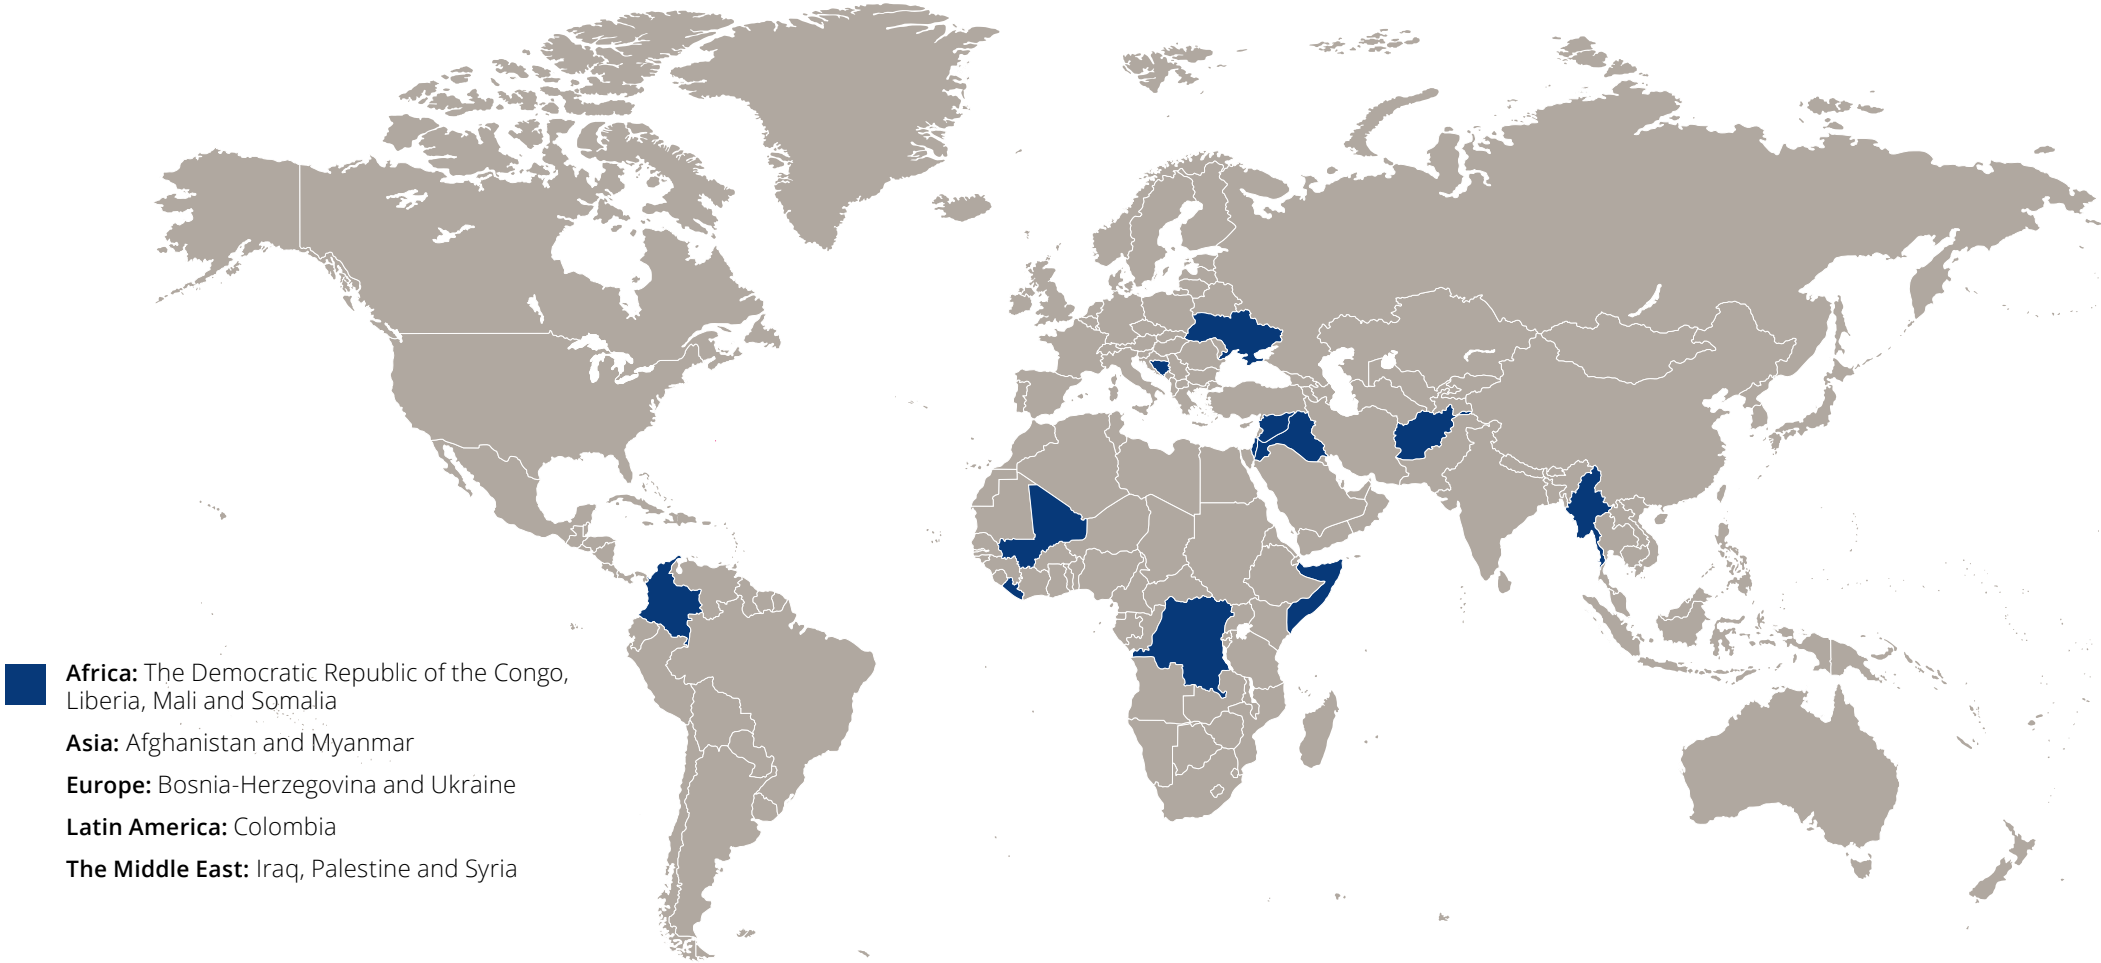 Africa: The Democratic Republic of the Congo,
Liberia, Mali and Somalia
Asia: Afghanistan and Myanmar
Europe: Bosnia-Herzegovina and Ukraine
Latin America: Colombia
The Middle East: Iraq, Palestine and Syria